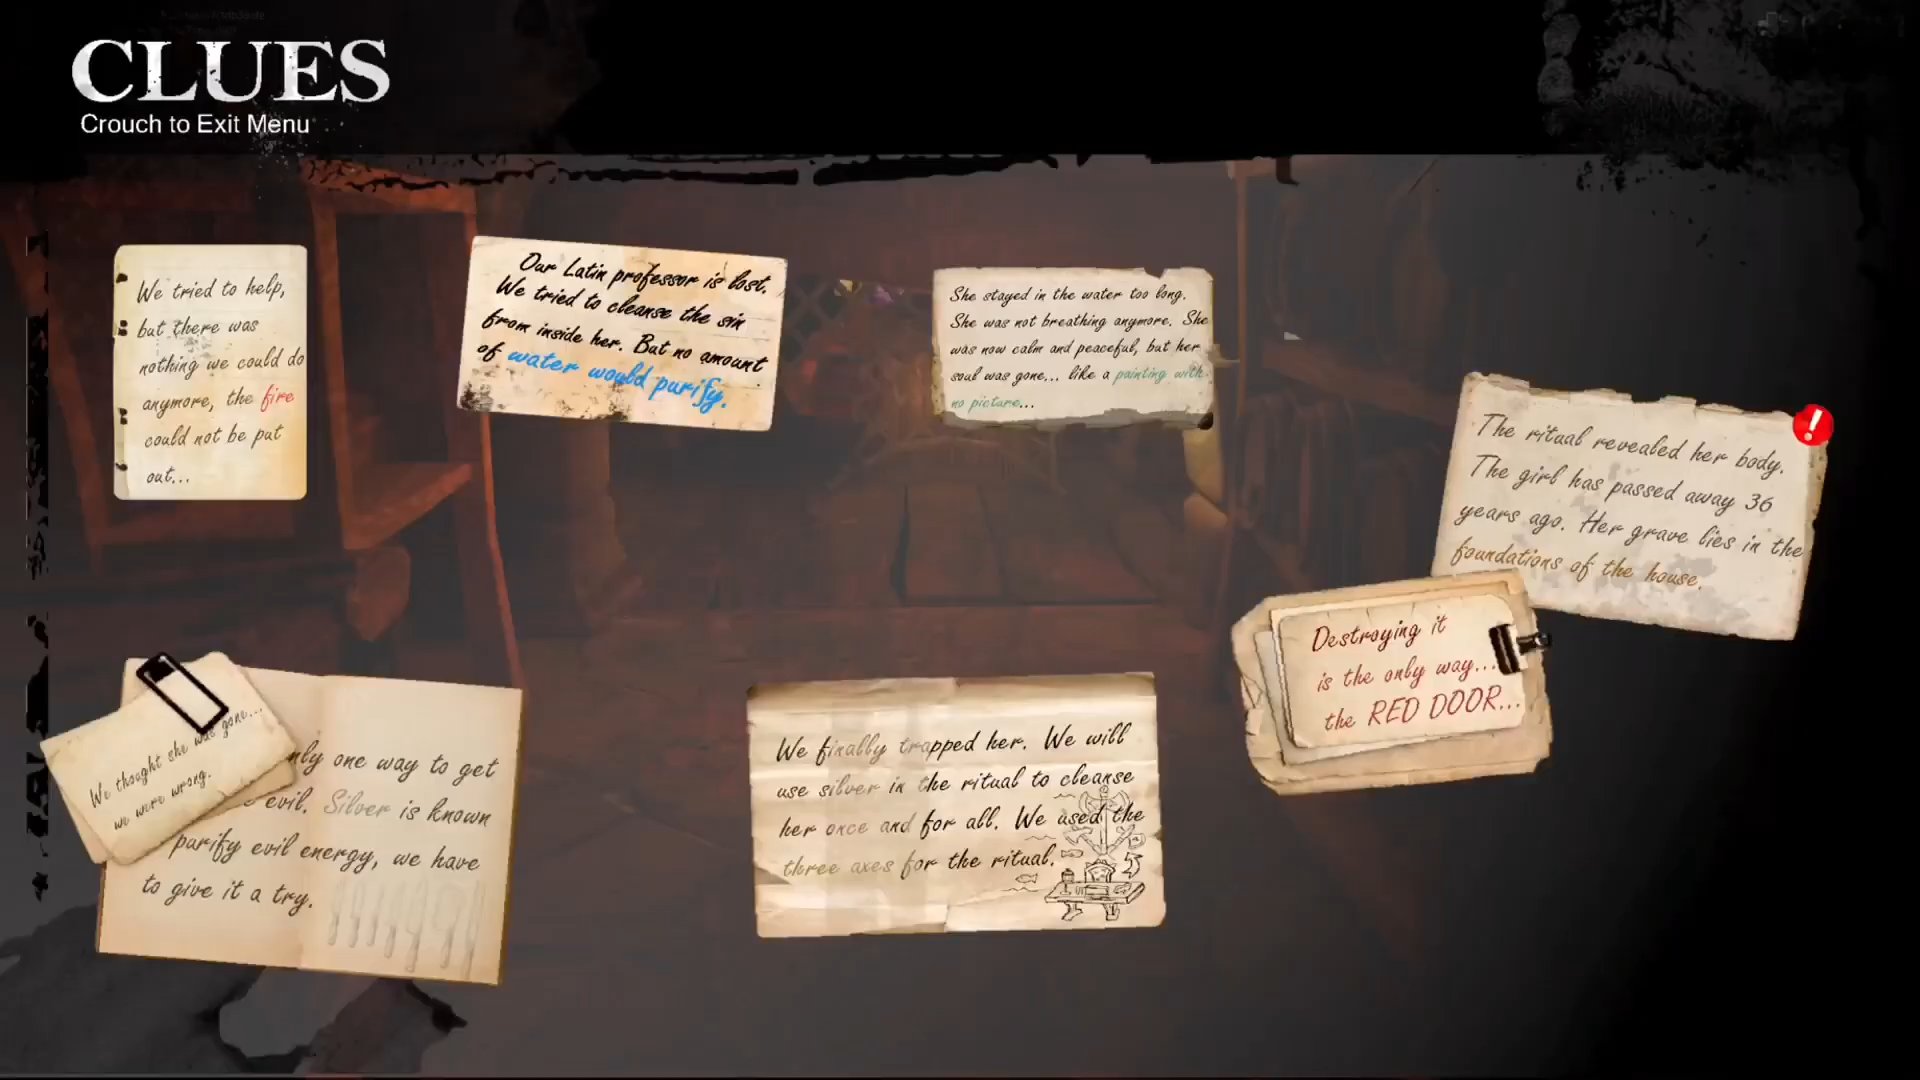 CLUES
Crouch to Exit Menu
We tried to help,
but there was
nothing we could do
anymore, the fire
could not be put
out...
Our Latin professor is lost.
We tried to cleanse the sin
from inside her. But no amount
of water would purify.
She stayed in the water too long.
She was not breathing anymore. She
was now calm and peaceful, but her
soul was gone... like a painting with
no picture...
The ritual revealed her body.
The girl has passed away 36
years ago. Her grave lies in the
foundations of the house.
Destroying it
is the only way...
the RED DOOR...
We thought she was gone...
we were wrong.
one way to get
evil. Silver is known
purify evil energy, we have
to give it a try.
We finally trapped her. We will
use silver in the ritual to cleanse
her once and for all. We used the
three axes for the ritual.